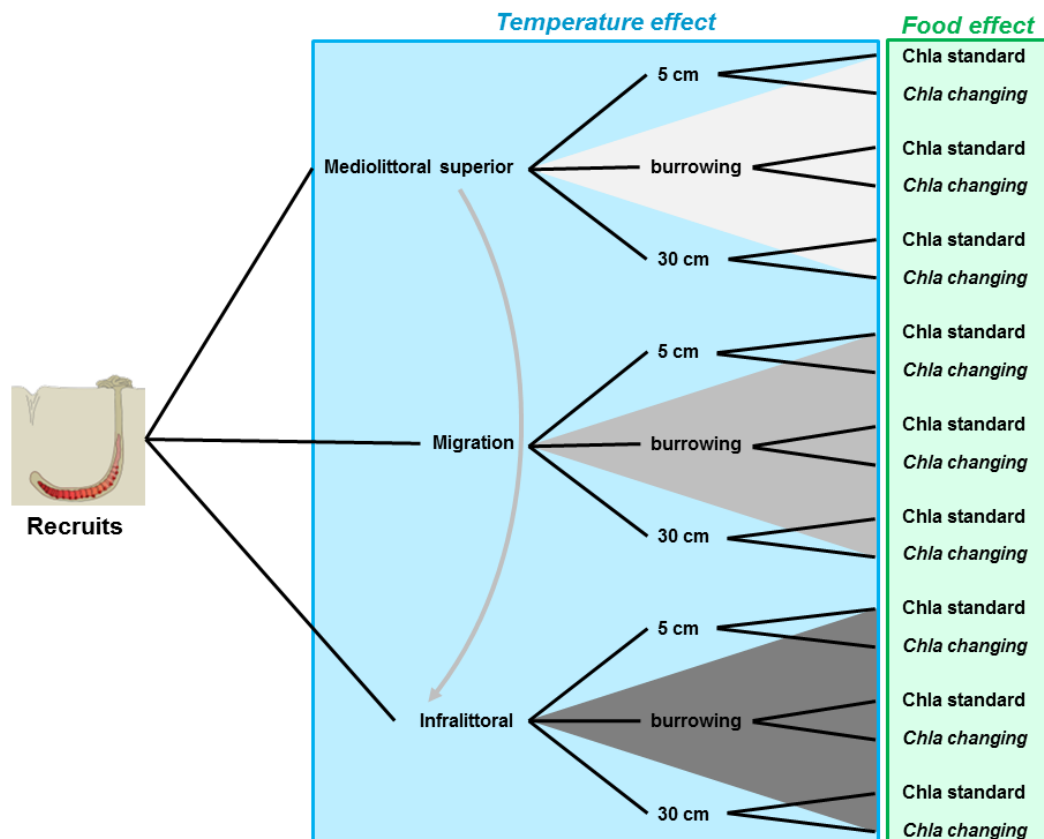 Temperature effect
Food effect
Chla standard
5 cm
Chla changing
Chla standard
Mediolittoral superior
burrowing
Chla changing
Chla standard
30 cm
Chla changing
Chla standard
5 cm
Chla changing
Chla standard
Migration
burrowing
Chla changing
Recruits
Chla standard
30 cm
Chla changing
Chla standard
5 cm
Chla changing
Chla standard
Infralittoral
burrowing
Chla changing
Chla standard
30 cm
Chla changing